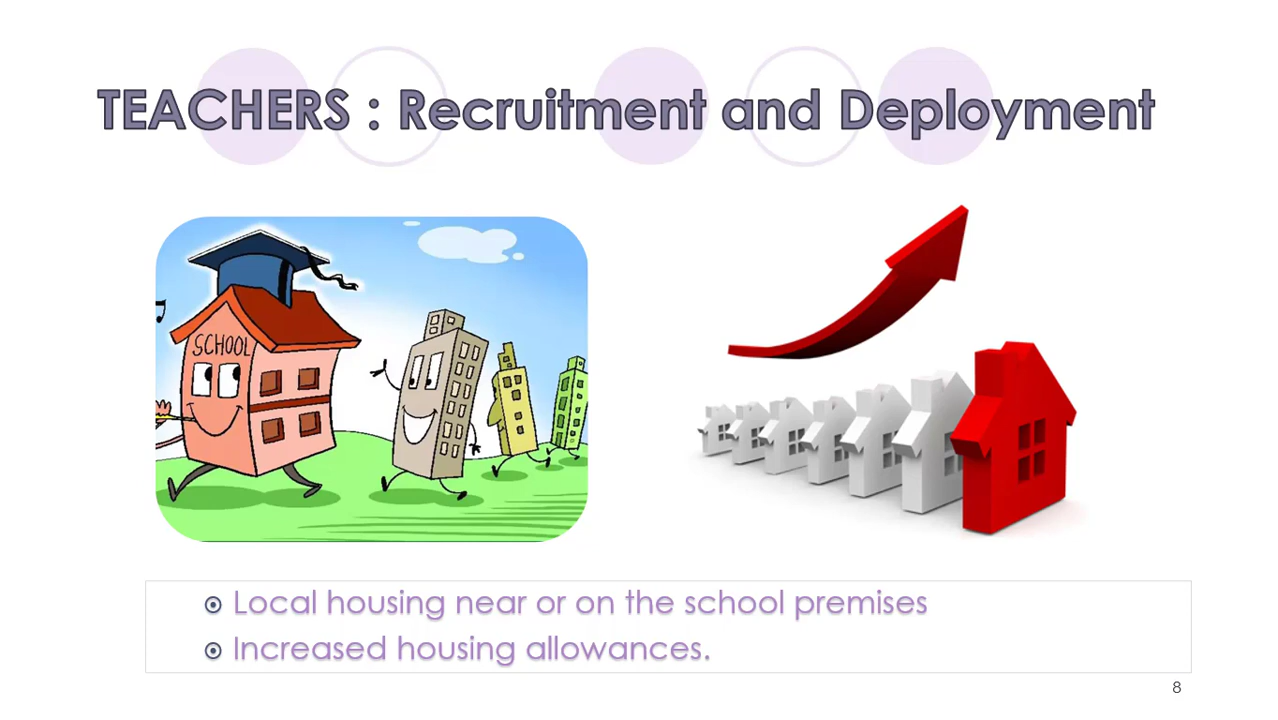 TEACHERS : Recruitment and Deployment
SCHOOL
Local housing near or on the school premises
Increased housing allowances.
8